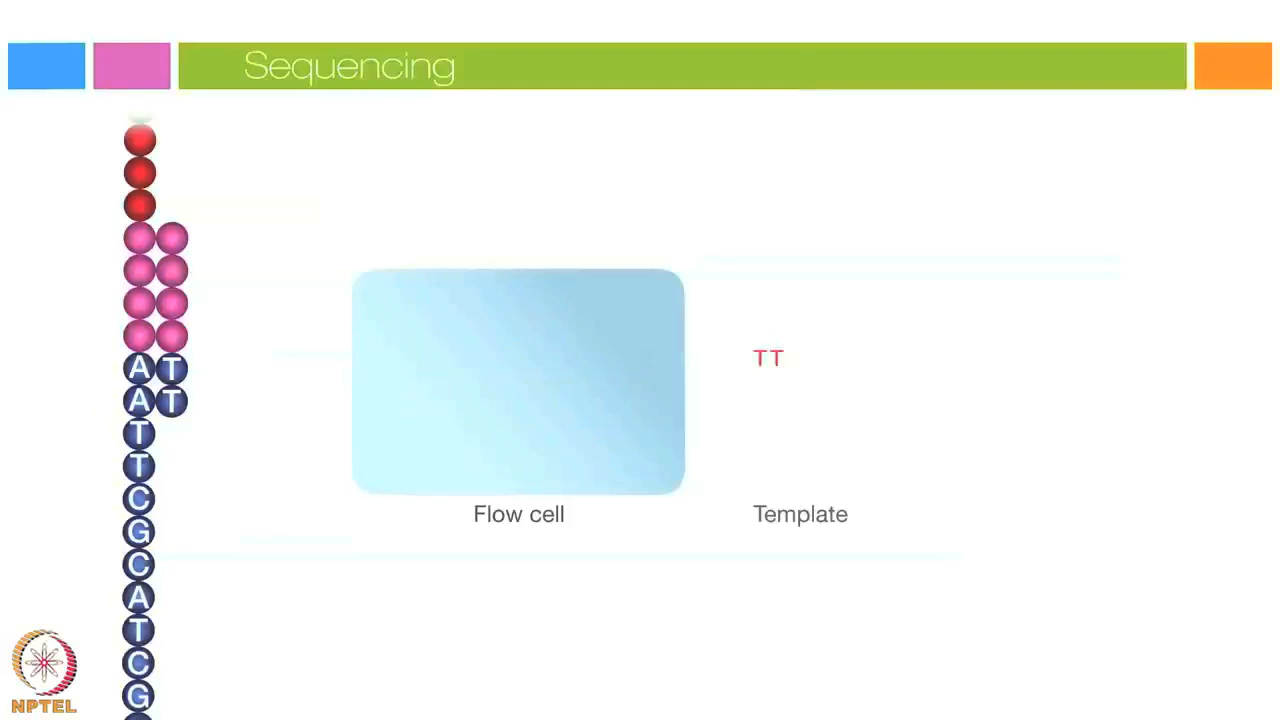 Sequencing
A T
A T
T
T
C
G
C
A
T
C
G
TT
Flow cell
Template
NPTEL